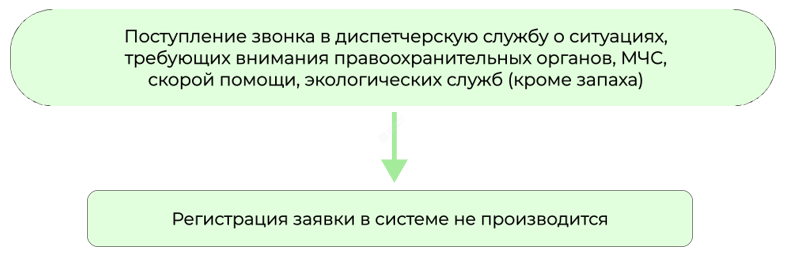 Поступление звонка в диспетчерскую службу о ситуациях,
требующих внимания правоохранительных органов, МЧС,
скорой помощи, экологических служб (кроме запаха)
Регистрация заявки в системе не производится